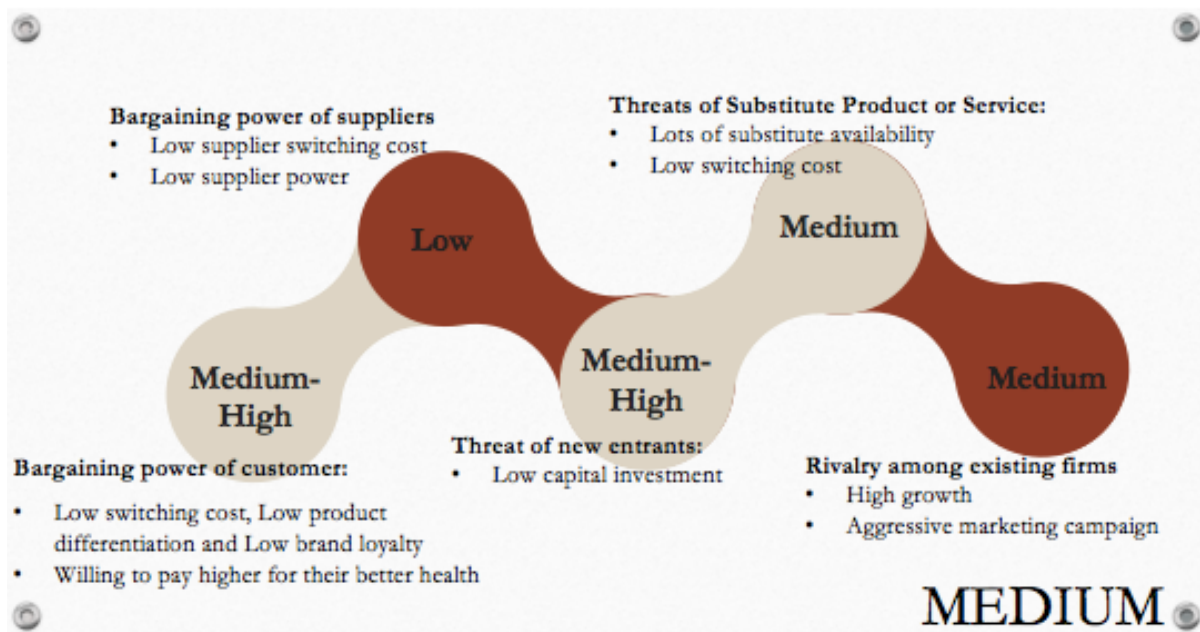 Bargaining power of suppliers
• Low supplier switching cost
• Low supplier power
Threats of Substitute Product or Service:
• Lots of substitute availability
• Low switching cost
Low
Medium
Medium-
High
Medium-
High
Medium
Bargaining power of customer:
• Low switching cost, Low product
differentiation and Low brand loyalty
• Willing to pay higher for their better health
Threat of new entrants:
• Low capital investment
Rivalry among existing firms
• High growth
• Aggressive marketing campaign
MEDIUM